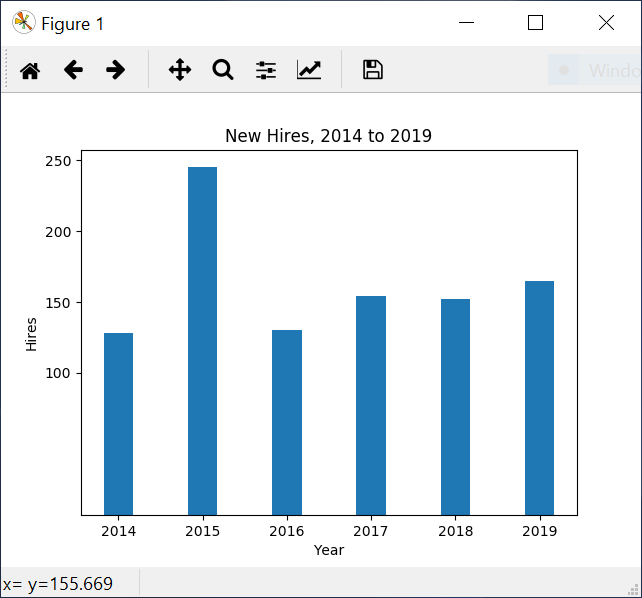 Figure 1
Windo
New Hires, 2014 to 2019
250
200
150
100
Hires
2014 2015 2016 2017 2018 2019
Year
x= y=155.669